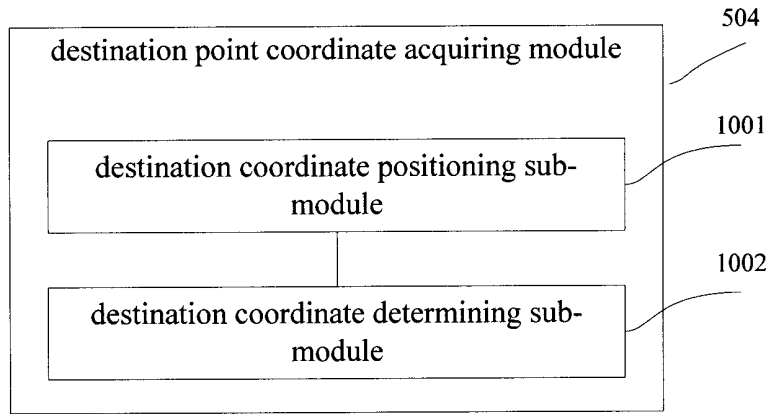 504
destination point coordinate acquiring module
1001
destination coordinate positioning sub-
module
1002
destination coordinate determining sub-
module